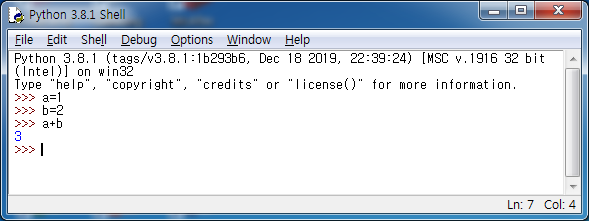 Python 3.8.1 Shell
File Edit Shell Debug Options Window Help
Python 3.8.1 (tags/v3.8.1:1b293b6, Dec 18 2019, 22:39:24) [MSC v.1916 32 bit
(Intel)] on win32
Type "help", "copyright", "credits" or "license()" for more information.
>>> a=1
>>> b=2
>>> a+b
3
>>>
Ln: 7 Col: 4